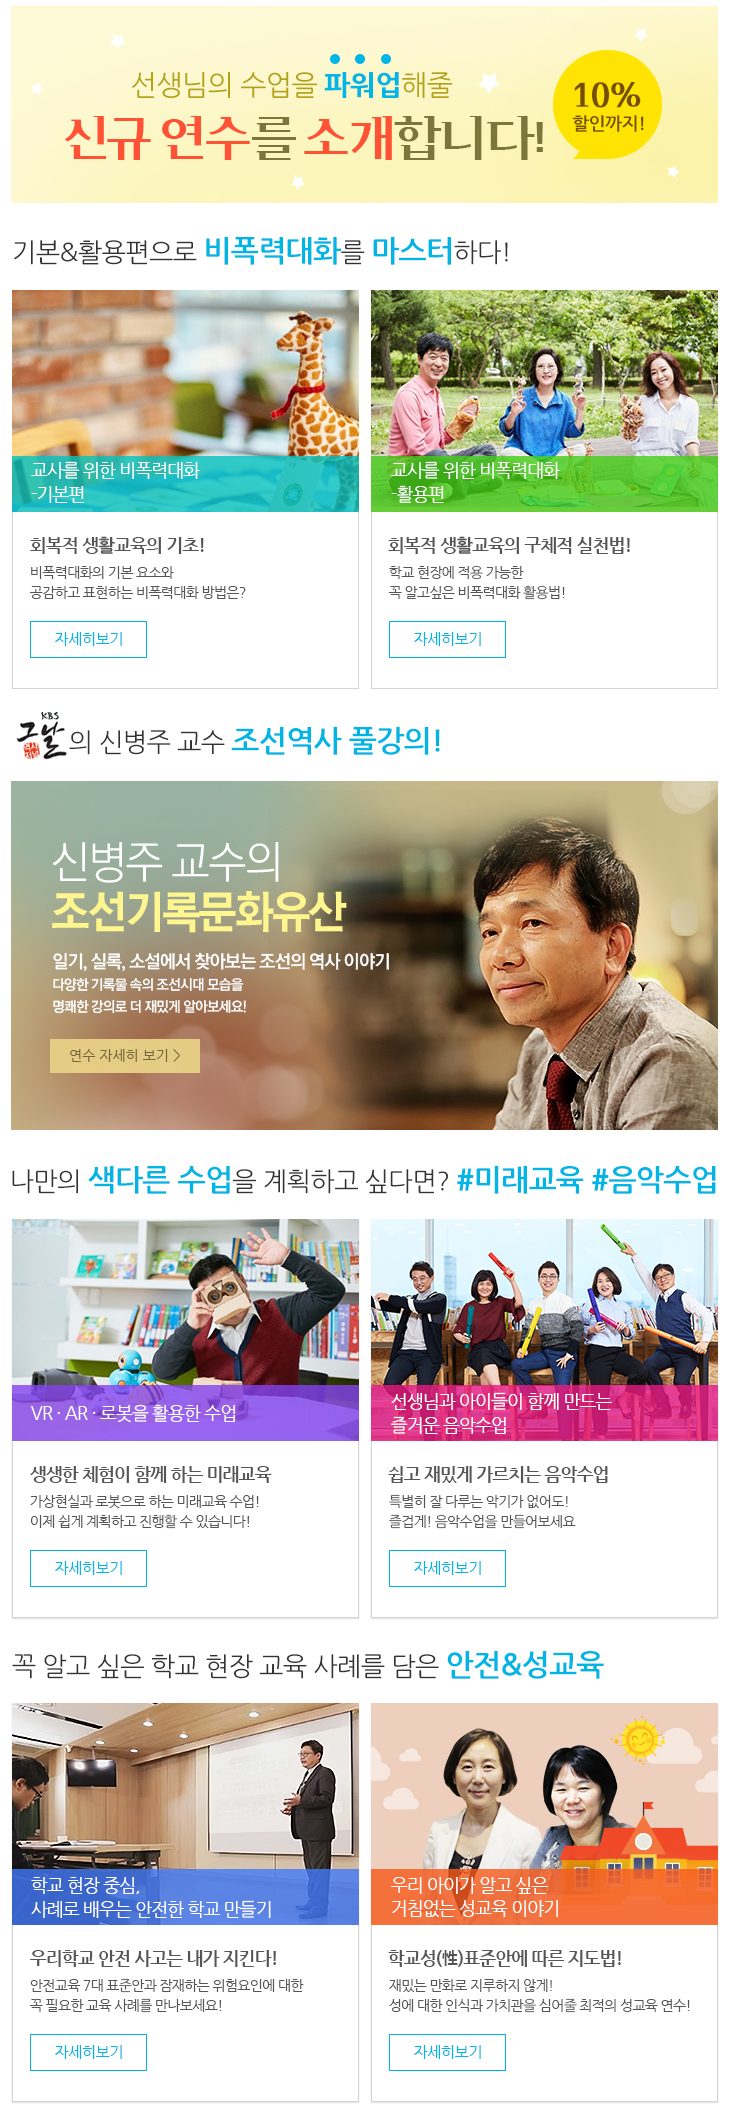 선생님의 수업을 파워업해줄
신규 연수를 소개합니다!
10%
할인까지!
기본&활용편으로 비폭력대화를 마스터하다!
교사를 위한 비폭력대화
-기본편
교사를 위한 비폭력대화
-활용편
회복적 생활교육의 기초!
비폭력대화의 기본 요소와
공감하고 표현하는 비폭력대화 방법은?
자세히보기
회복적 생활교육의 구체적 실천법!
학교 현장에 적용 가능한
꼭 알고싶은 비폭력대화 활용법!
자세히보기
KBS
그날의 신병주 교수 조선역사 풀강의!
신병주 교수의
조선기록문화유산
일기, 실록, 소설에서 찾아보는 조선의 역사 이야기
다양한 기록물 속의 조선시대 모습을
명쾌한 강의로 더 재밌게 알아보세요!
연수 자세히 보기 >
나만의 색다른 수업을 계획하고 싶다면? #미래교육 #음악수업
VR · AR · 로봇을 활용한 수업
선생님과 아이들이 함께 만드는
즐거운 음악수업
생생한 체험이 함께 하는 미래교육
가상현실과 로봇으로 하는 미래교육 수업!
이제 쉽게 계획하고 진행할 수 있습니다!
자세히보기
쉽고 재밌게 가르치는 음악수업
특별히 잘 다루는 악기가 없어도!
즐겁게! 음악수업을 만들어보세요
자세히보기
꼭 알고 싶은 학교 현장 교육 사례를 담은 안전&성교육
학교 현장 중심,
사례로 배우는 안전한 학교 만들기
우리 아이가 알고 싶은
거침없는 성교육 이야기
우리학교 안전 사고는 내가 지킨다!
안전교육 7대 표준안과 잠재하는 위험요인에 대한
꼭 필요한 교육 사례를 만나보세요!
자세히보기
학교성(性)표준안에 따른 지도법!
재밌는 만화로 지루하지 않게!
성에 대한 인식과 가치관을 심어줄 최적의 성교육 연수!
자세히보기